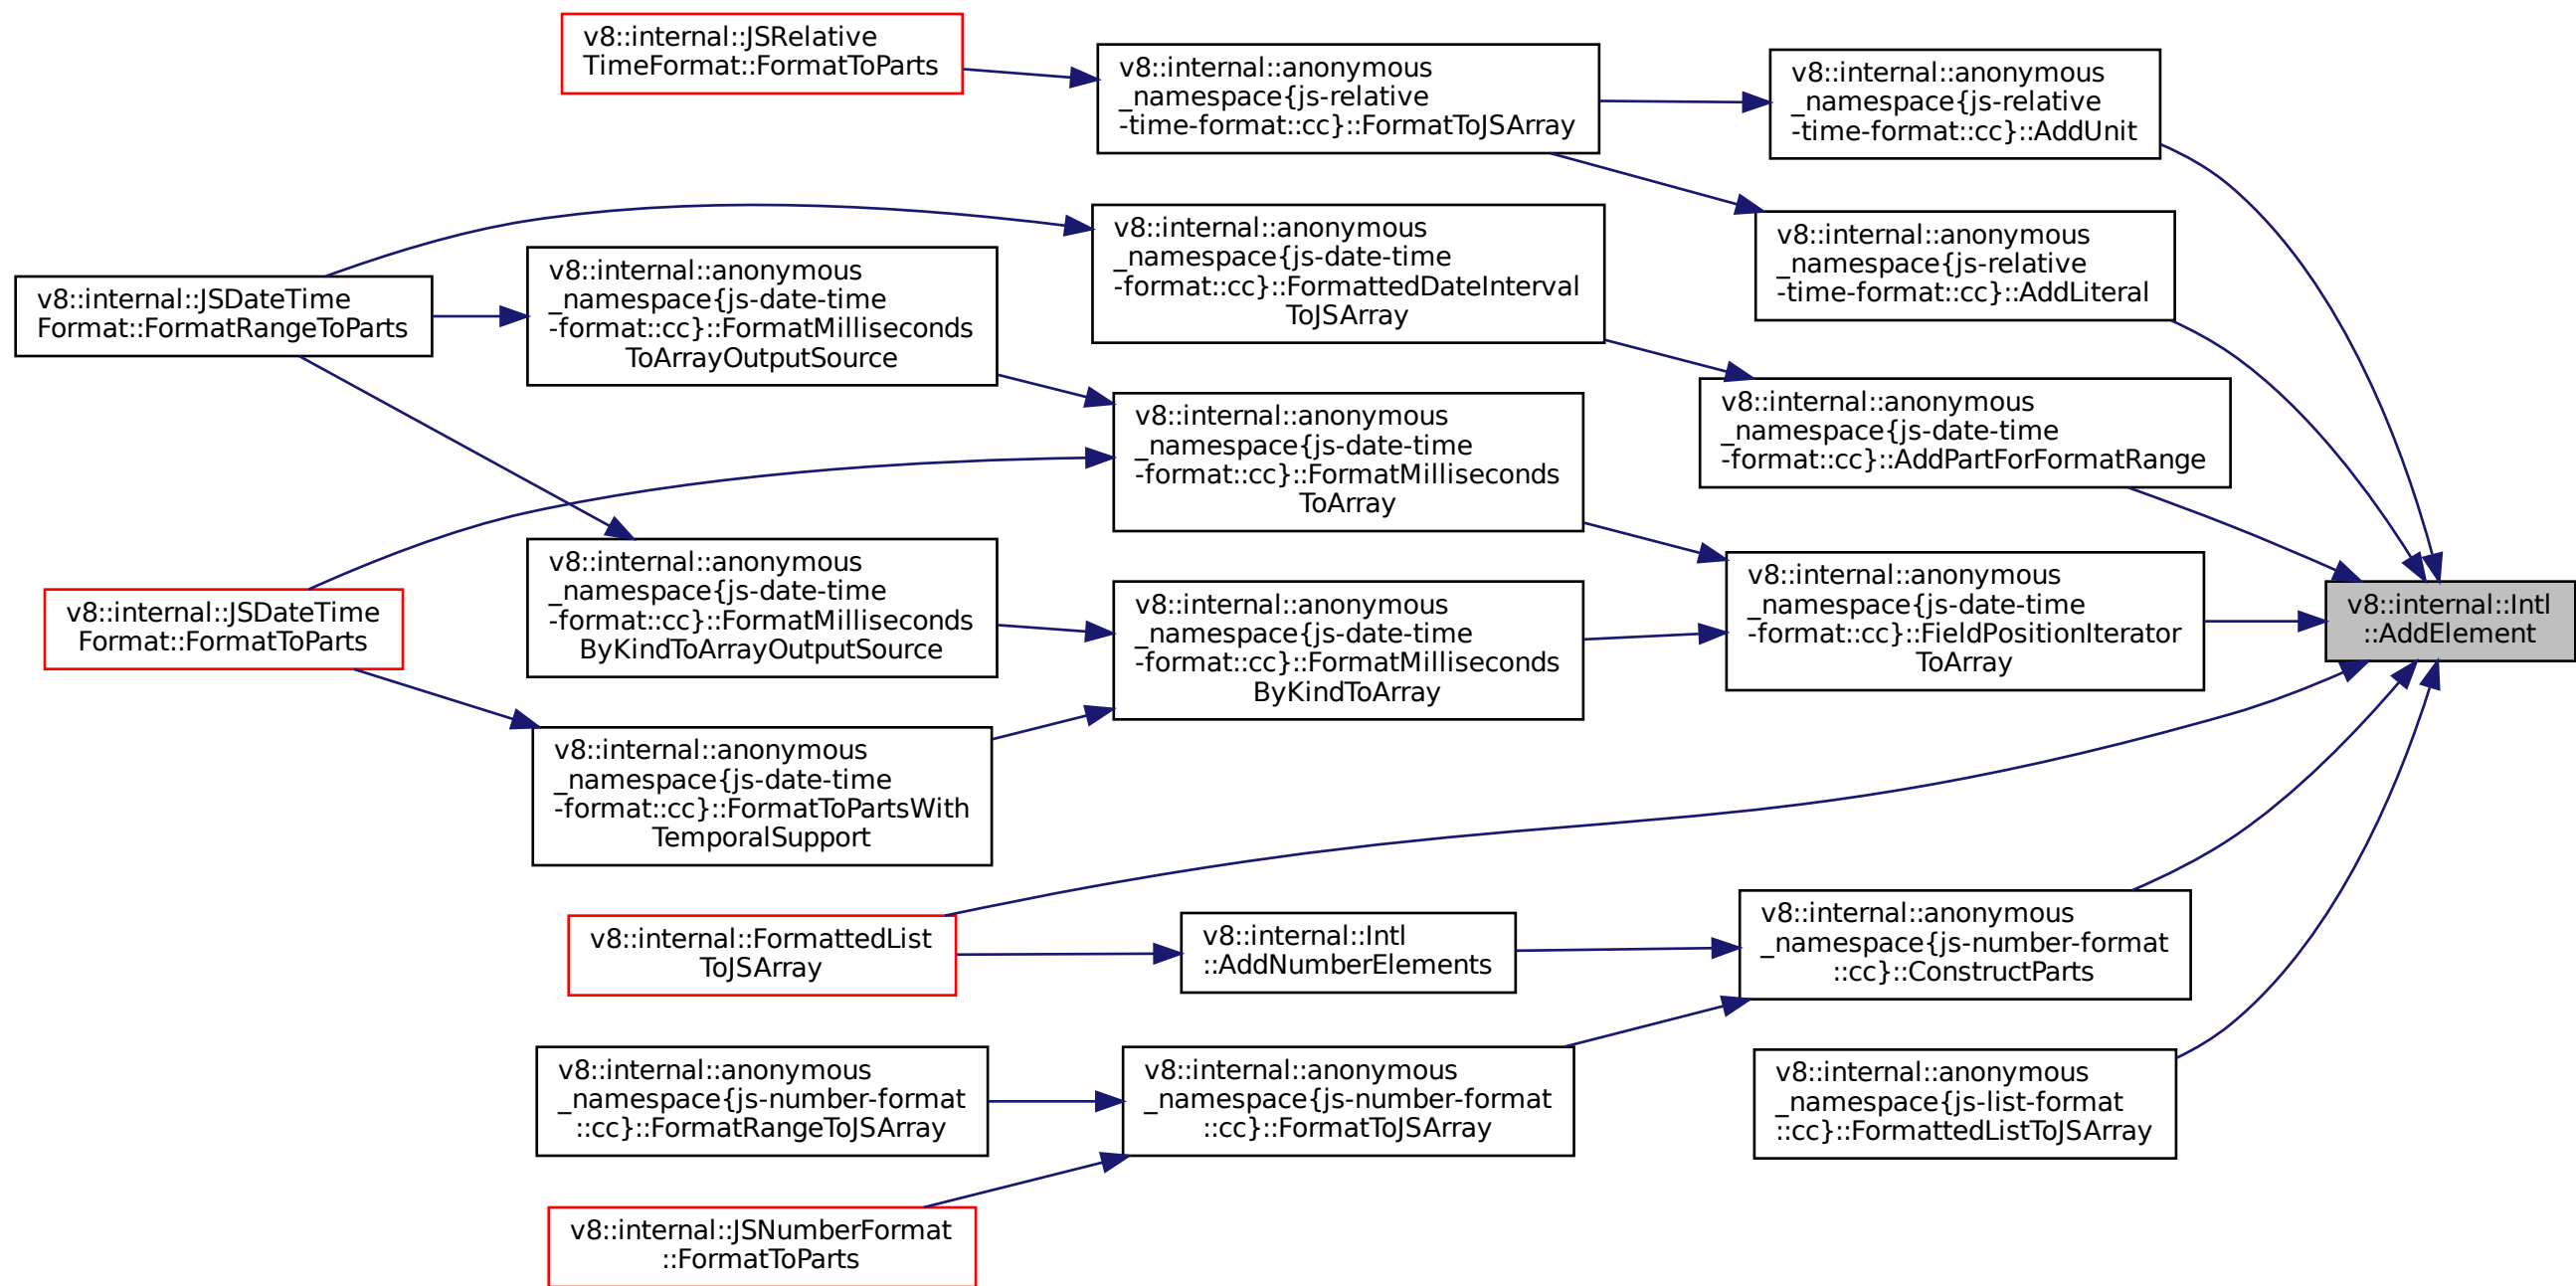 v8::internal::JSRelative
TimeFormat::FormatToParts
v8::internal::anonymous
_namespace{js-relative
-time-format::cc}::FormatToJSArray
v8::internal::anonymous
_namespace{js-relative
-time-format::cc}::AddUnit
v8::internal::anonymous
_namespace{js-relative
-time-format::cc}::AddLiteral
v8::internal::anonymous
_namespace{js-date-time
-format::cc}::FormattedDateInterval
ToJSArray
v8::internal::JSDateTime
Format::FormatRangeToParts
v8::internal::anonymous
_namespace{js-date-time
-format::cc}::FormatMilliseconds
ToArrayOutputSource
v8::internal::anonymous
_namespace{js-date-time
-format::cc}::FormatMilliseconds
ToArray
v8::internal::anonymous
_namespace{js-date-time
-format::cc}::AddPartForFormatRange
v8::internal::JSDateTime
Format::FormatToParts
v8::internal::anonymous
_namespace{js-date-time
-format::cc}::FormatMilliseconds
ByKindToArrayOutputSource
v8::internal::anonymous
_namespace{js-date-time
-format::cc}::FormatMilliseconds
ByKindToArray
v8::internal::anonymous
_namespace{js-date-time
-format::cc}::FieldPositionIterator
ToArray
v8::internal::Intl
::AddElement
v8::internal::anonymous
_namespace{js-date-time
-format::cc}::FormatToPartsWith
TemporalSupport
v8::internal::FormattedList
ToJSArray
v8::internal::Intl
::AddNumberElements
v8::internal::anonymous
_namespace{js-number-format
::cc}::ConstructParts
v8::internal::anonymous
_namespace{js-number-format
::cc}::FormatRangeToJSArray
v8::internal::anonymous
_namespace{js-number-format
::cc}::FormatToJSArray
v8::internal::anonymous
_namespace{js-list-format
::cc}::FormattedListToJSArray
v8::internal::JSNumberFormat
::FormatToParts